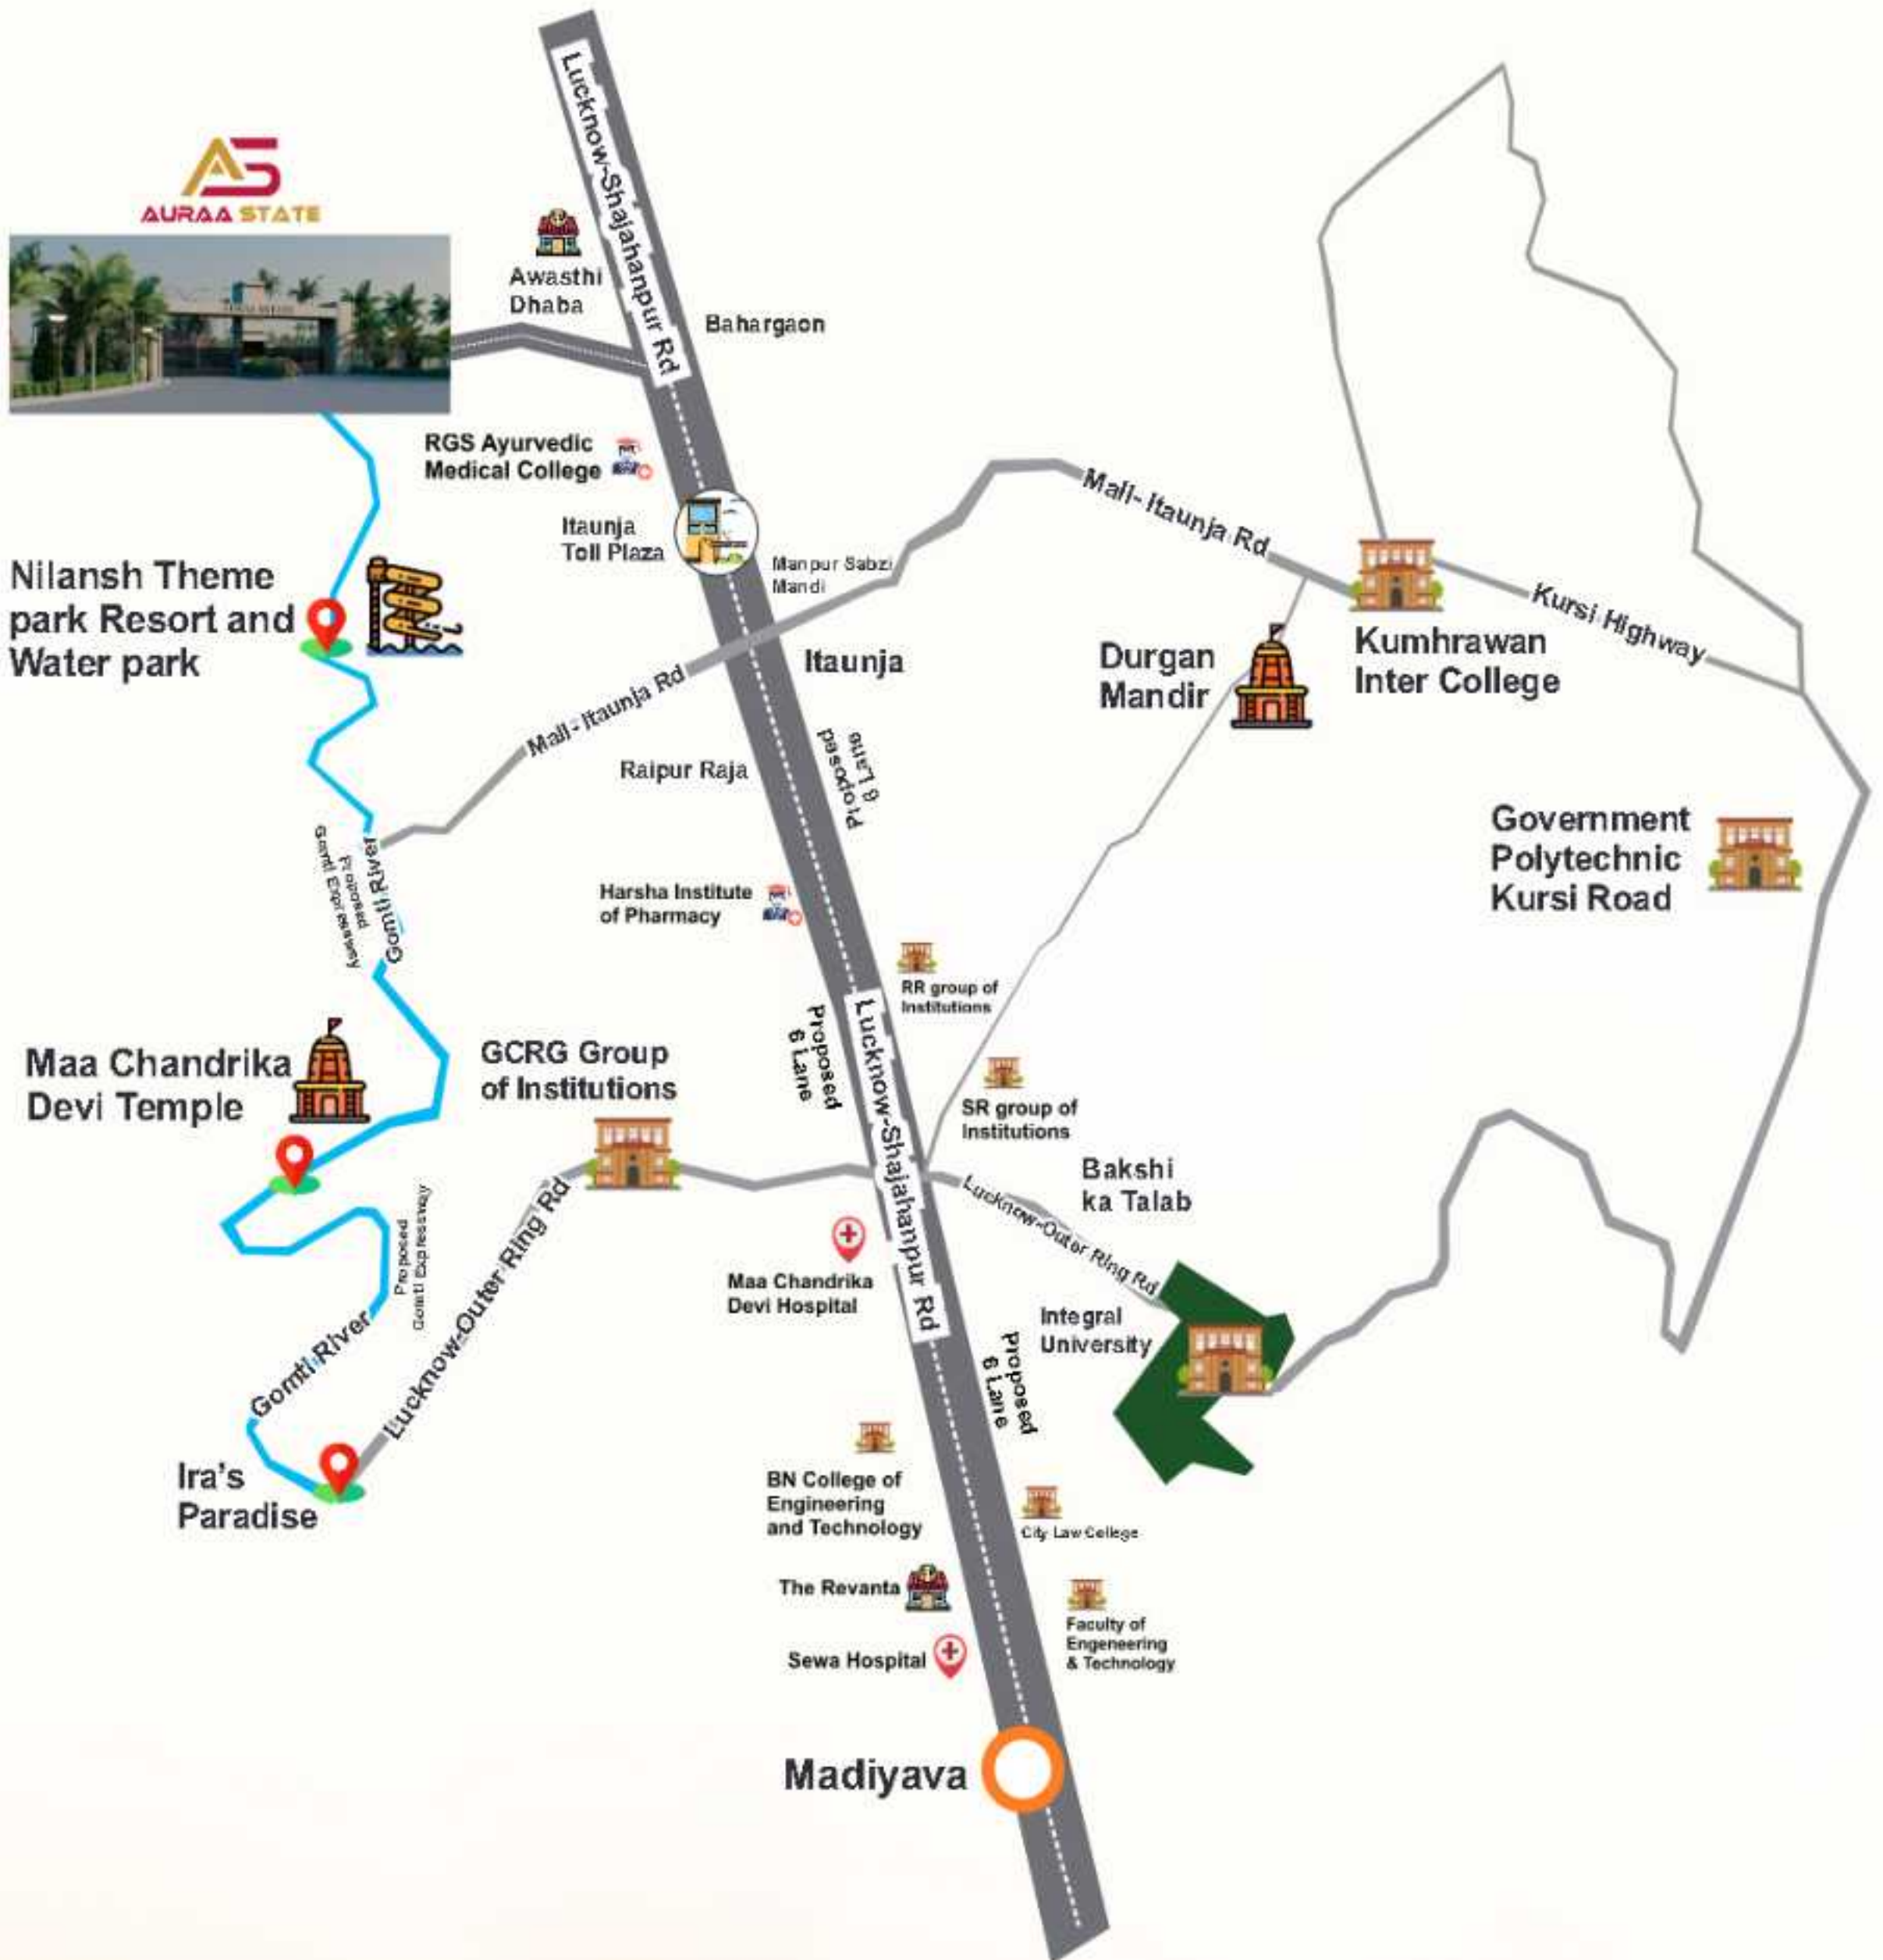 Lucknow-Shajahanpur Rd
AURAA STATE
Awasthi
Dhaba
Bahargaon
RGS Ayurvedic
Medical College
Itaunja
Toll Plaza
Manpur Sabzi
Mandi
Mall-Itaunja Rd
Nilansh Theme
park Resort and
Water park
Itaunja
Durgan
Mandir
Kumhrawan
Inter College
Kursi Highway
Mall-Itaunja Rd
Raipur Raja
Proposed
6 Lane
Government
Polytechnic
Kursi Road
Gomti River
Proposed
Gomti Expressway
Harsha Institute
of Pharmacy
RR group of
Institutions
Proposed
6 Lane
Lucknow-Shajahanpur Rd
Maa Chandrika
Devi Temple
GCRG Group
of Institutions
SR group of
Institutions
Bakshi
ka Talab
Lucknow-Outer Ring Rd
Proposed
Gomti Expressway
Lucknow-Outer Ring Rd
Maa Chandrika
Devi Hospital
Integral
University
Gomti River
Proposed
6 Lane
Ira's
Paradise
BN College of
Engineering
and Technology
City Law College
The Revanta
Faculty of
Engeneering
& Technology
Sewa Hospital
Madiyava